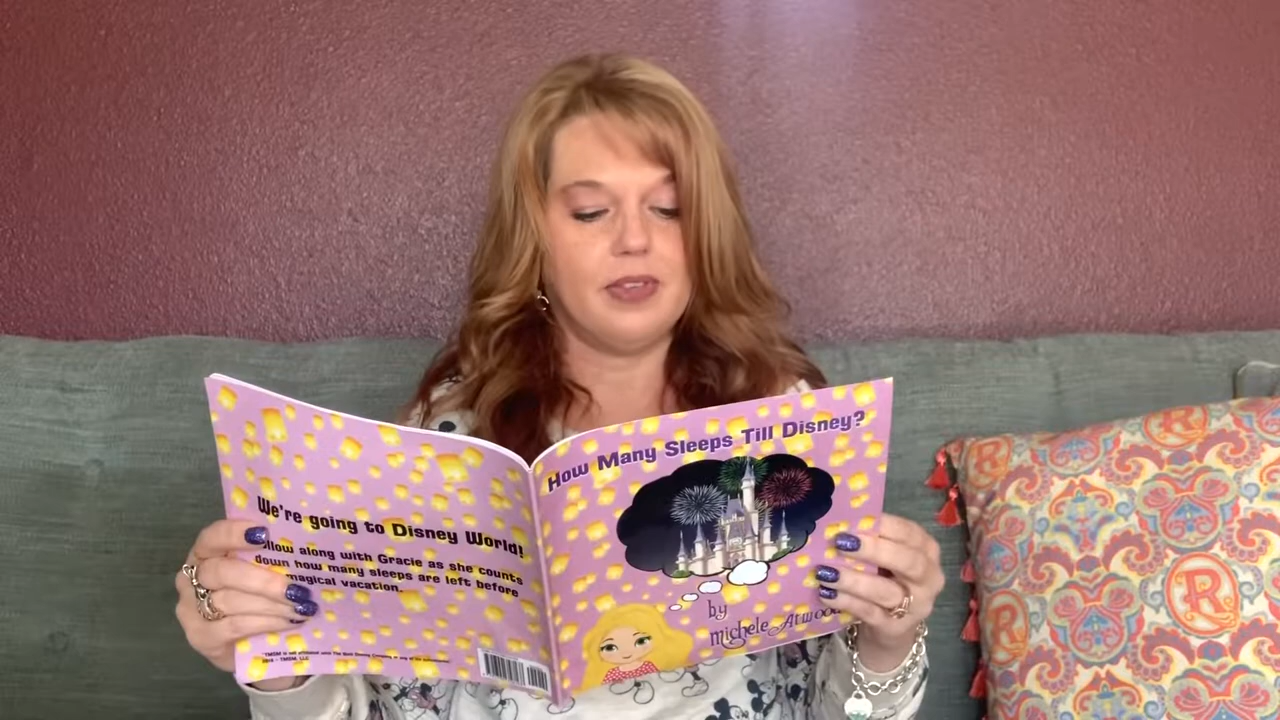 We're going to Disney World!
along with Gracie as she counts
down how many sleeps are left before
magical vacation.
How Many Sleeps Till Disney?
by
Michele Atwood
R
R
R
R